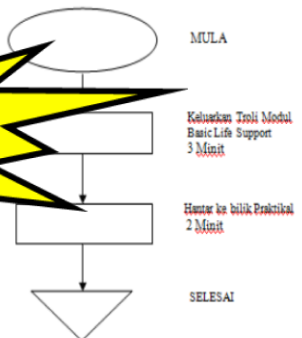 MULA
Keluarkan Troli Modul
Basic Life Support
3 Minit
Hantar ke bilik Praktikal
2 Minit
SELESAI